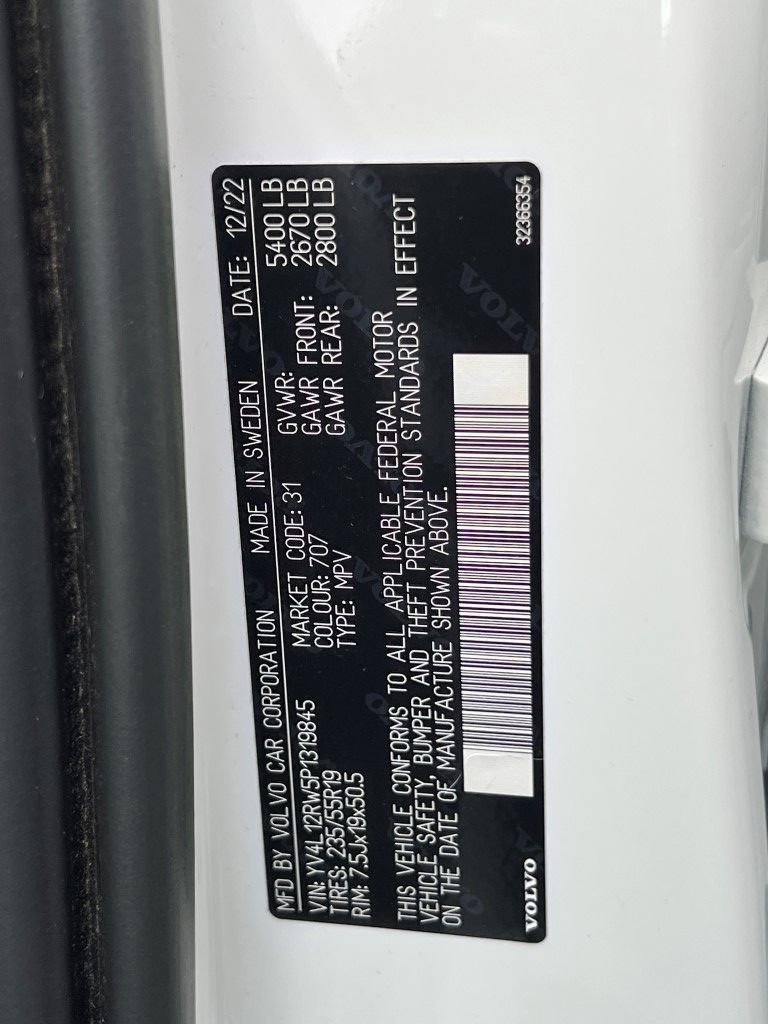 MFD BY VOLVO CAR CORPORATION MADE IN SWEDEN DATE: 12/22
VIN: YV4L12RW5P1319845 MARKET CODE: 31 GVWR: 5400 LB
TIRES: 235/55R19 COLOUR: 707 GAWR FRONT: 2670 LB
RIM: 7.5Jx19x50.5 TYPE: MPV GAWR REAR: 2800 LB
THIS VEHICLE CONFORMS TO ALL APPLICABLE FEDERAL MOTOR
VEHICLE SAFETY, BUMPER AND THEFT PREVENTION STANDARDS IN EFFECT
ON THE DATE OF MANUFACTURE SHOWN ABOVE.
VOLVO 32366354